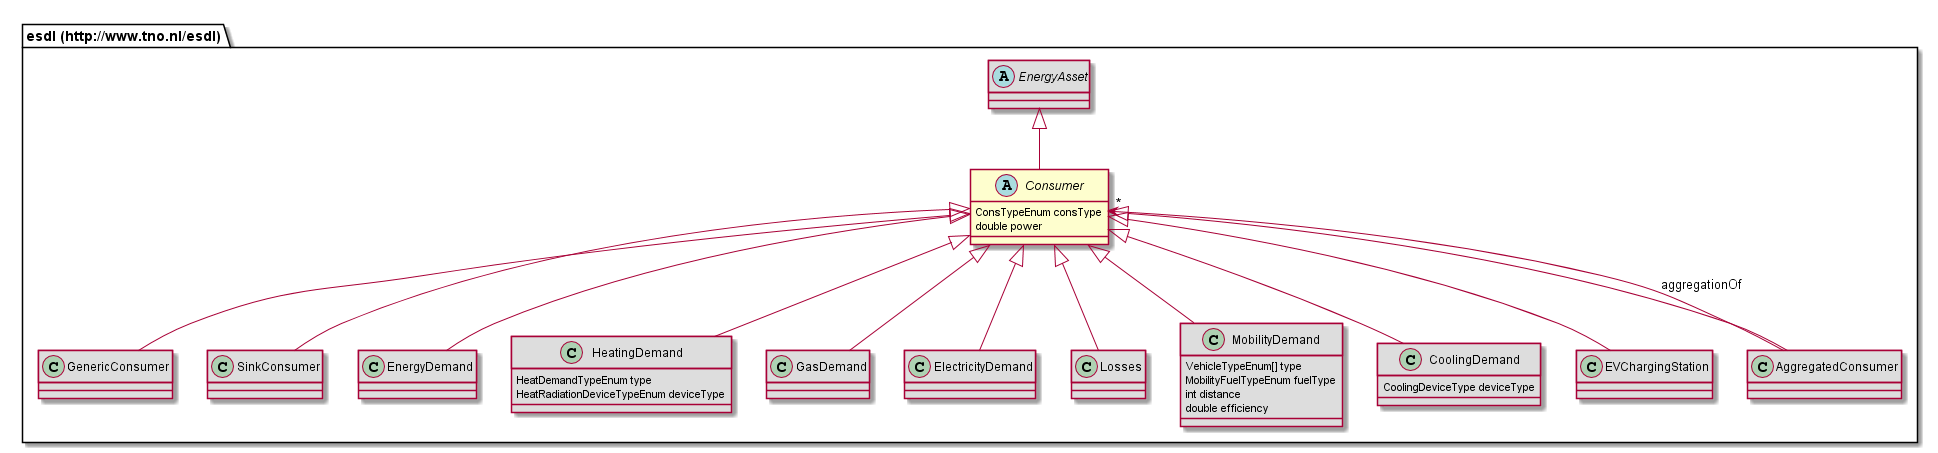 esdl (http://www.tno.nl/esdl)
A EnergyAsset
A Consumer
ConsTypeEnum consType
double power
*
aggregationOf
C GenericConsumer
C SinkConsumer
C EnergyDemand
C HeatingDemand
HeatDemandTypeEnum type
HeatRadiationDeviceTypeEnum deviceType
C GasDemand
C ElectricityDemand
C Losses
C MobilityDemand
VehicleTypeEnum[] type
MobilityFuelTypeEnum fuelType
int distance
double efficiency
C CoolingDemand
CoolingDeviceType deviceType
C EVChargingStation
C AggregatedConsumer